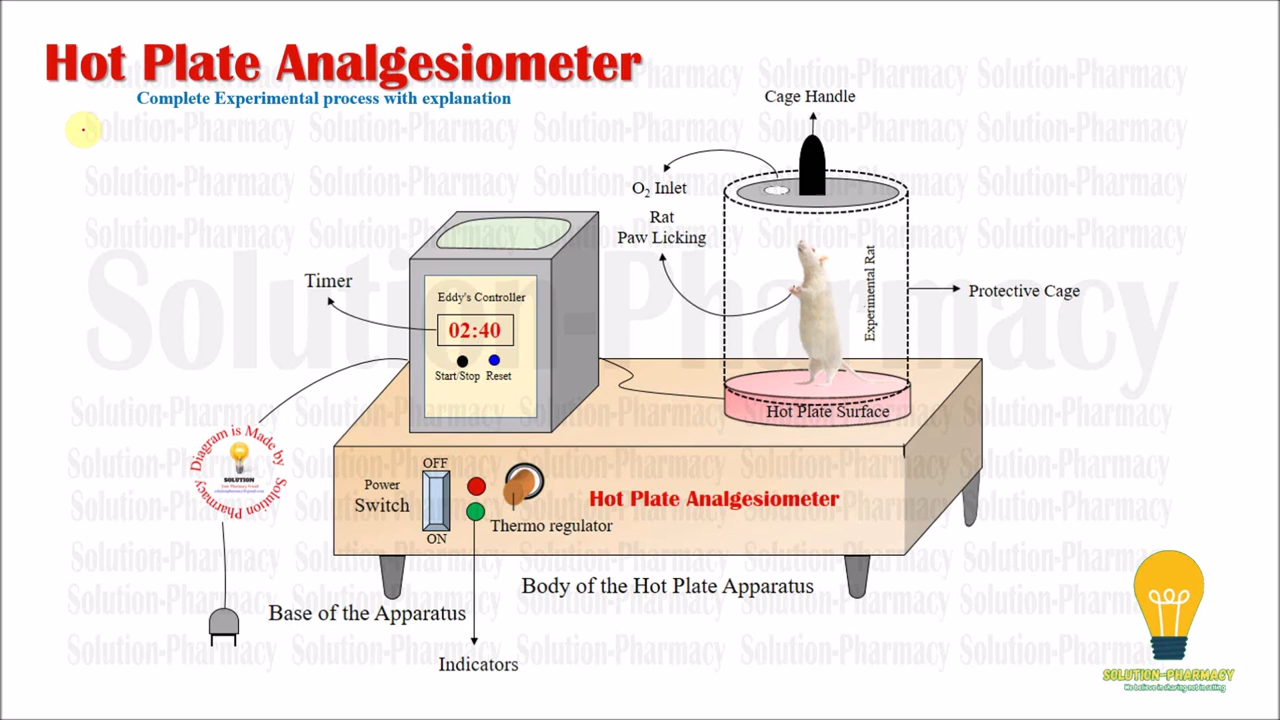 Hot Plate Analgesiometer
Complete Experimental process with explanation
Cage Handle
O₂ Inlet
Rat
Paw Licking
Experimental Rat
Protective Cage
Timer
Eddy's Controller
02:40
Start/Stop Reset
Hot Plate Surface
Diagram is Made by Solution Pharmacy
SOLUTION
OFF
Power
Switch
ON
Thermo regulator
Hot Plate Analgesiometer
Body of the Hot Plate Apparatus
Base of the Apparatus
Indicators
SOLUTION-PHARMACY
We believe in sharing not in selling
Solution-Pharmacy